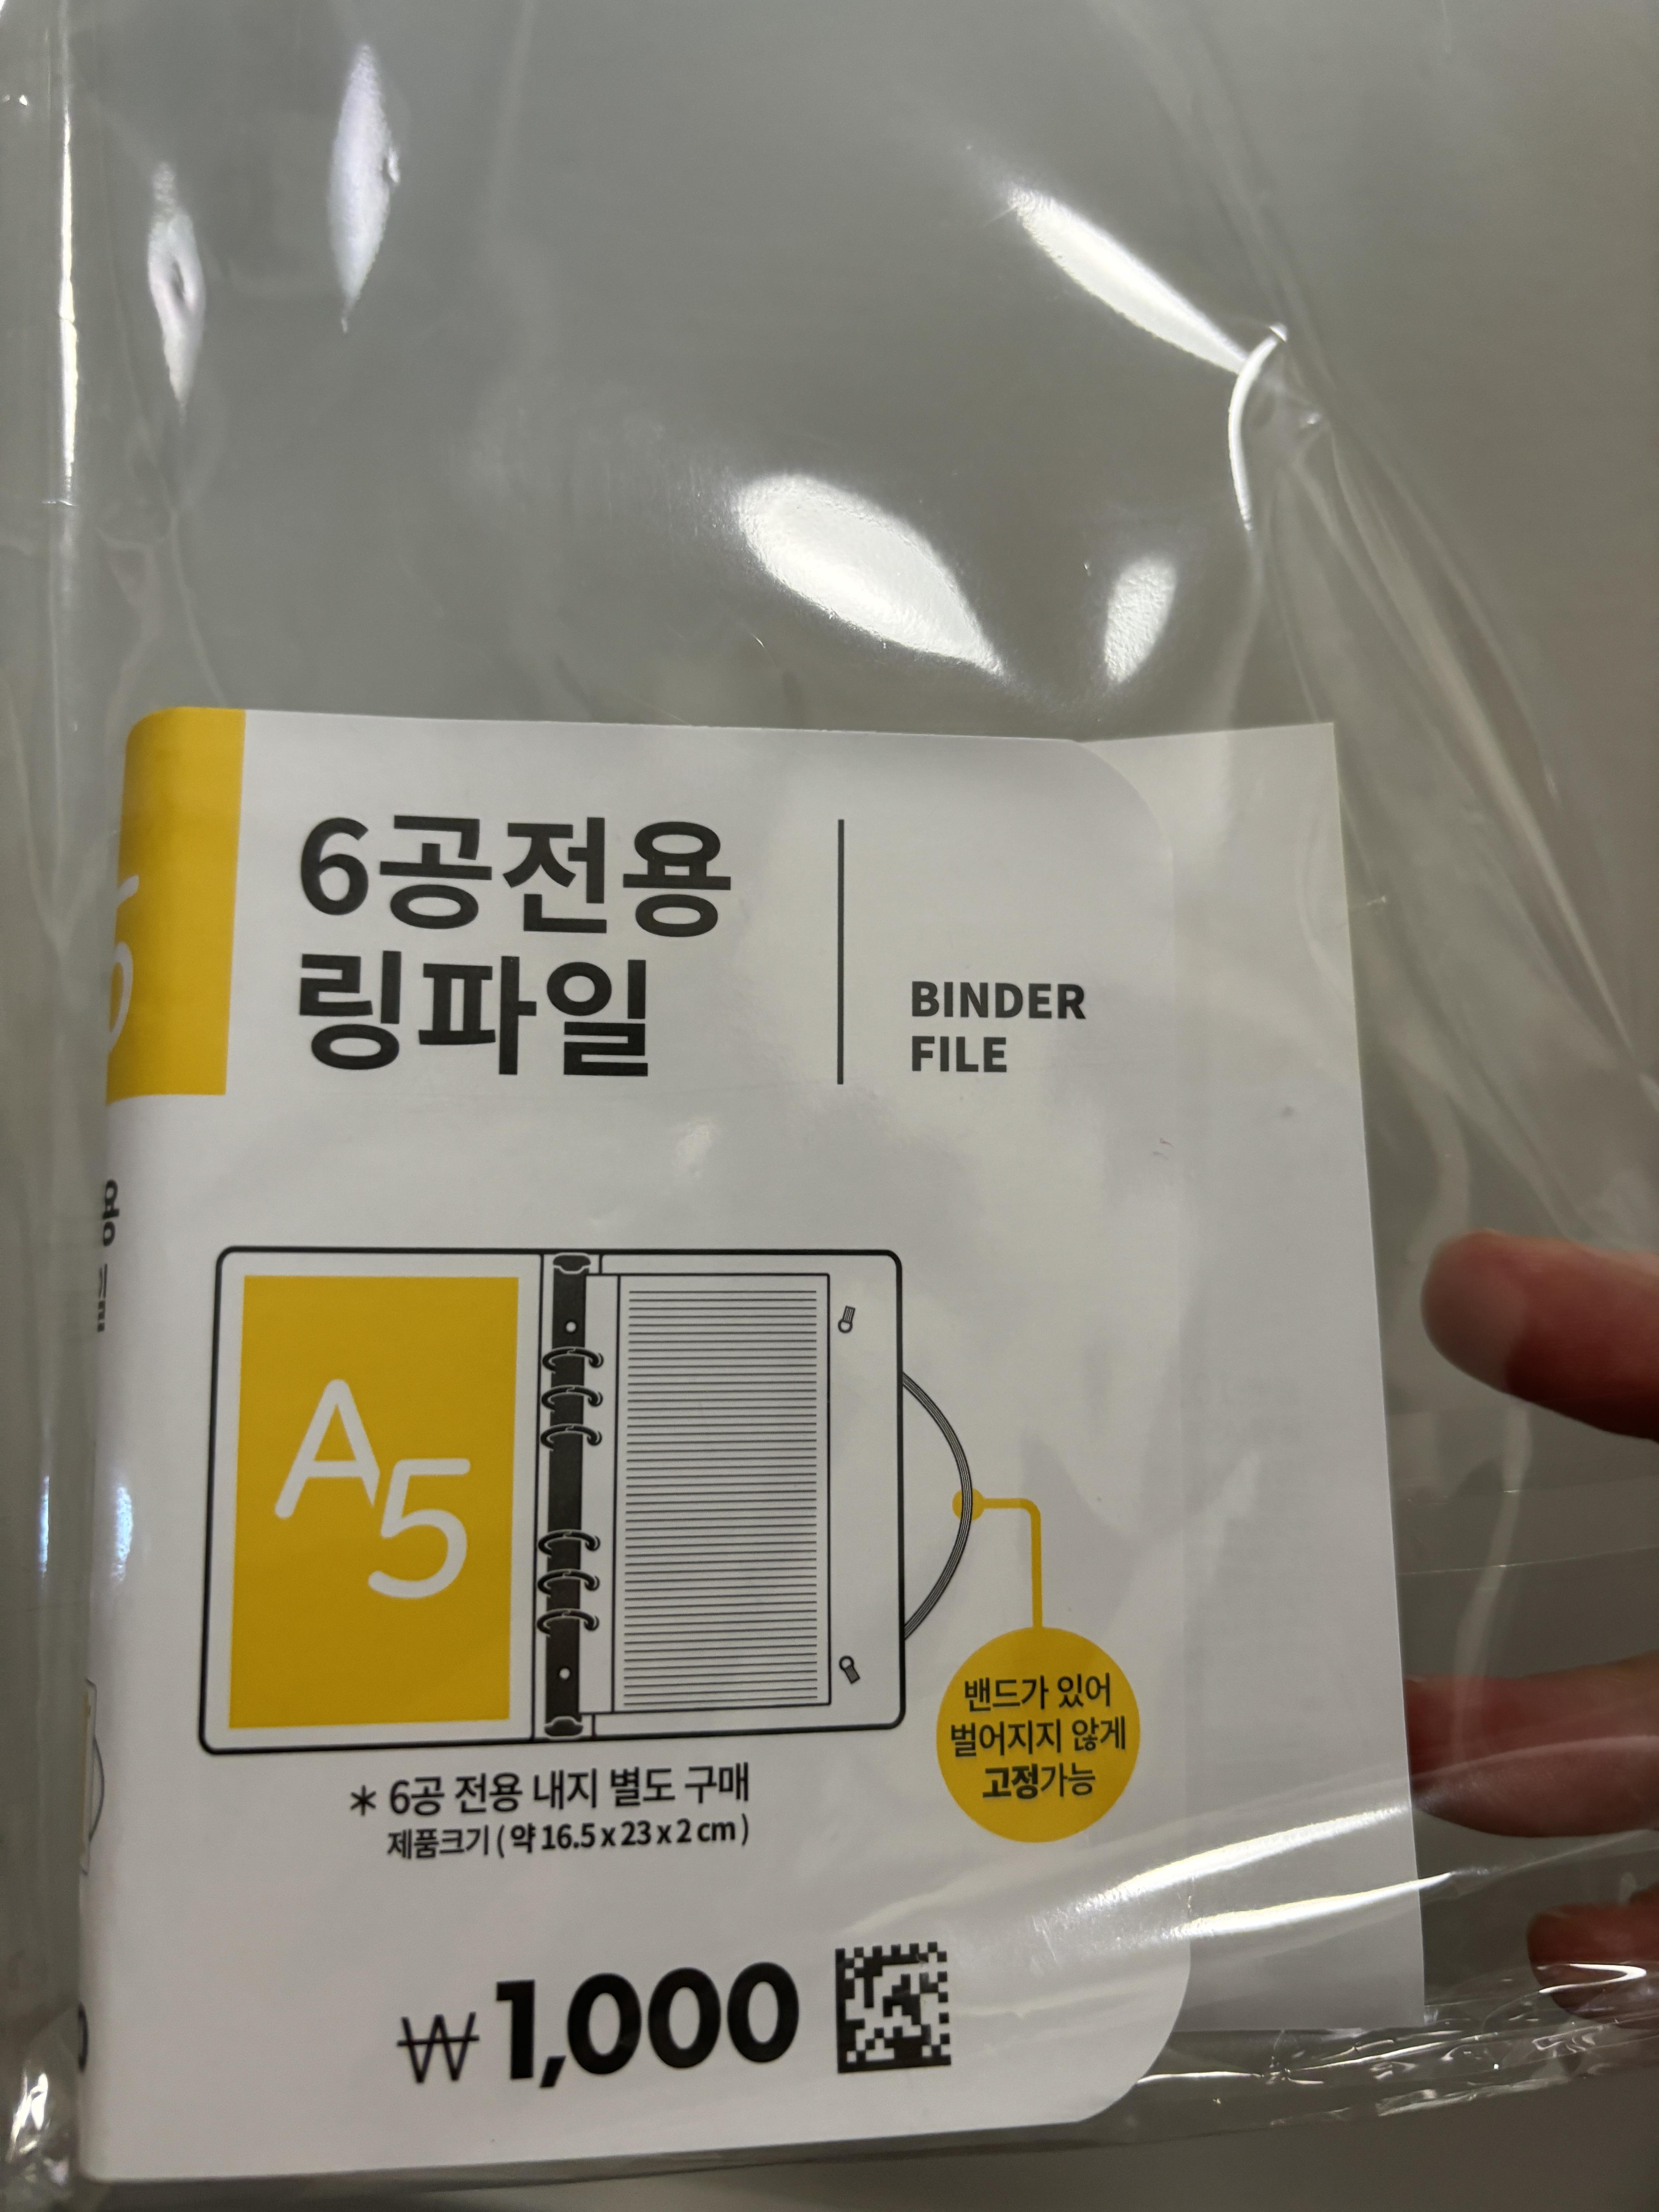 6공전용
링파일
BINDER
FILE
A5
밴드가 있어
벌어지지 않게
고정가능
* 6공 전용 내지 별도 구매
제품크기 ( 약 16.5 x 23 x 2 cm )
₩1,000